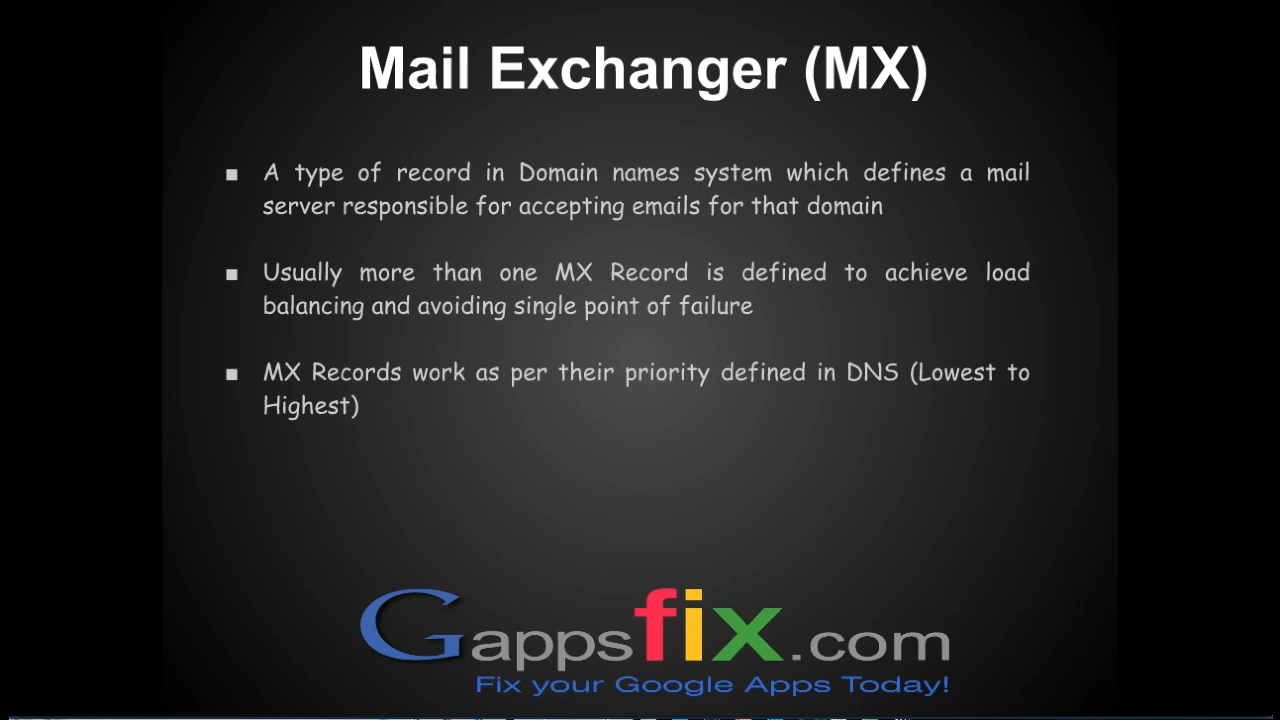 Mail Exchanger (MX)
▪ A type of record in Domain names system which defines a mail
server responsible for accepting emails for that domain
▪ Usually more than one MX Record is defined to achieve load
balancing and avoiding single point of failure
▪ MX Records work as per their priority defined in DNS (Lowest to
Highest)
Gappsfix.com
Fix your Google Apps Today!